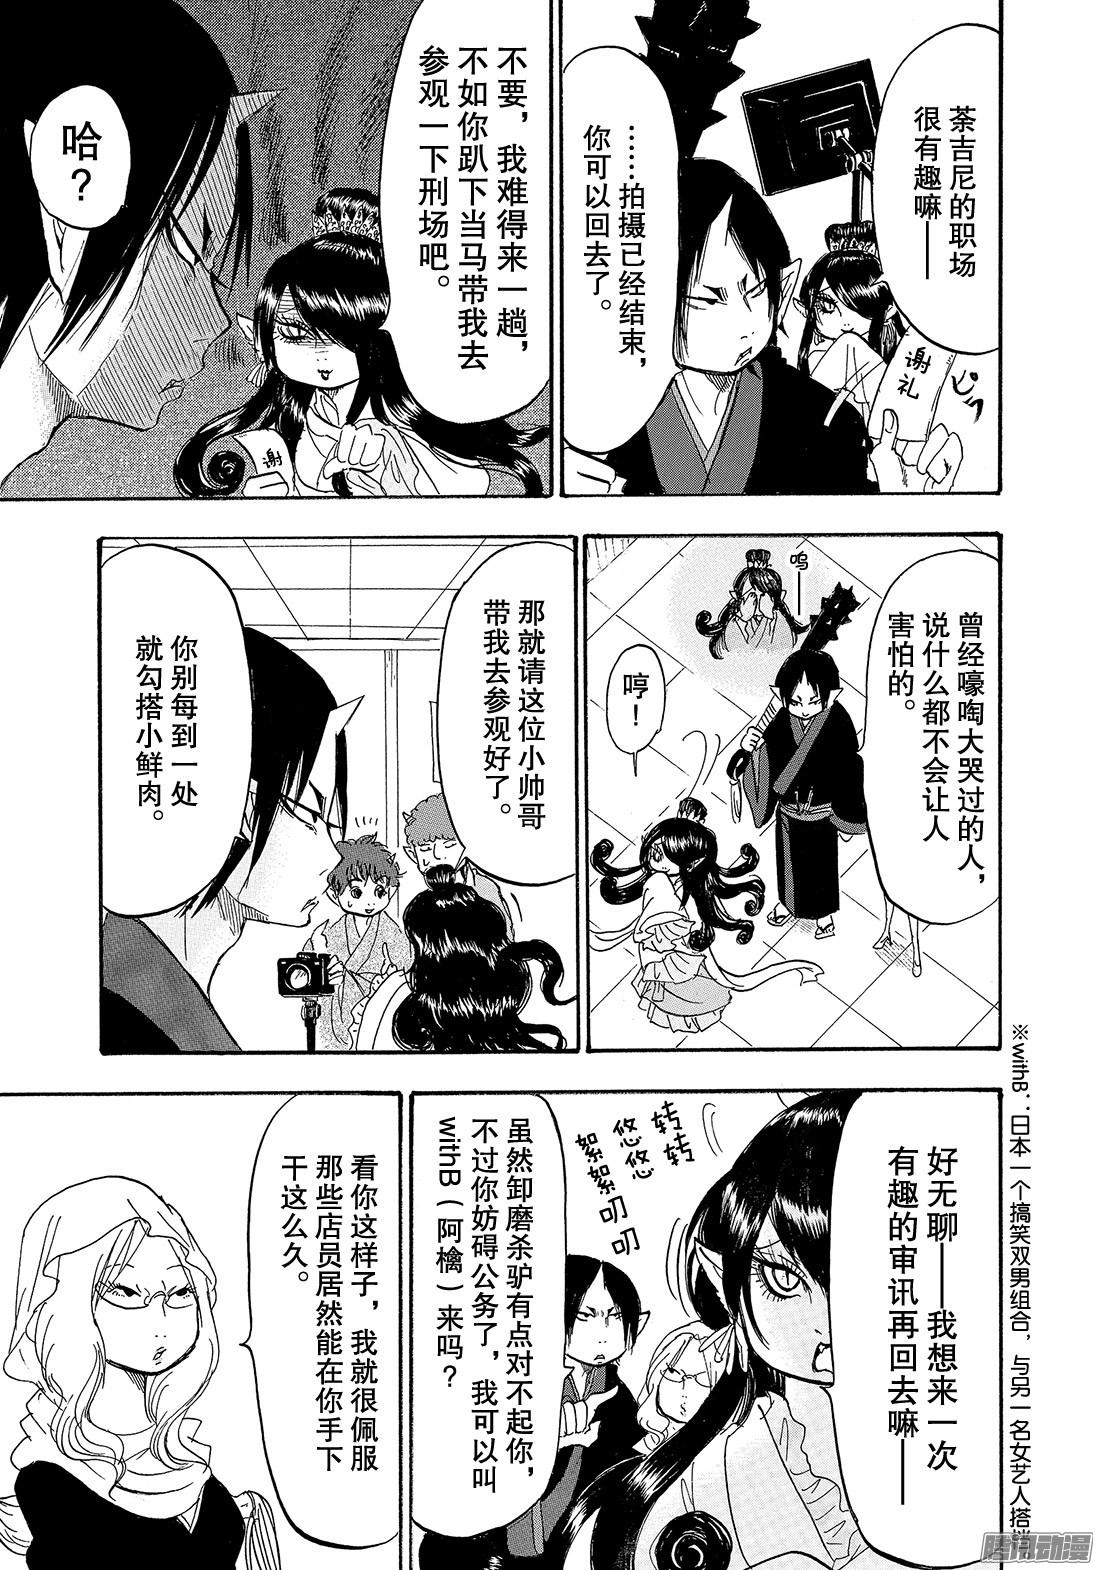 荼吉尼的职场
很有趣嘛——
……拍摄已经结束，
你可以回去了。
谢礼
ピラ
不要，我难得来一趟，
不如你趴下当马带我去
参观一下刑场吧。
谢
哈？
曾经嚎啕大哭过的人，
说什么都不会让人
害怕的。
呜——
哼！
那就请这位小帅哥
带我去参观好了。
你别每到一处
就勾搭小鲜肉。
好无聊——我想来一次
有趣的审讯再回去嘛——
转转
悠悠
絮絮叨叨
虽然卸磨杀驴有点对不起你，
不过你妨碍公务了，我可以叫
withB（阿檎）来吗？
看你这样子，我就很佩服
那些店员居然能在你手下
干这么久。
※withB：日本一个搞笑双男组合，与另一名女艺人搭
腾讯动漫